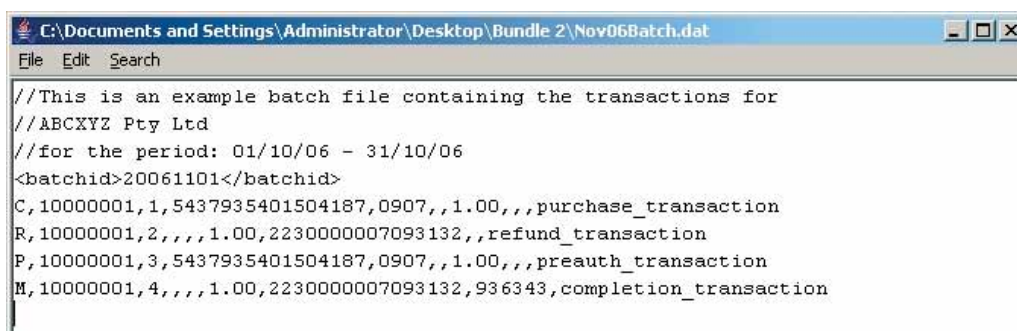 C:\Documents and Settings\Administrator\Desktop\Bundle 2\Nov06Batch.dat
File Edit Search
//This is an example batch file containing the transactions for
//ABCXYZ Pty Ltd
//for the period: 01/10/06 - 31/10/06
<batchid>20061101</batchid>
C,10000001,1,5437935401504187,0907,,1.00,,,purchase_transaction
R,10000001,2,,,,1.00,2230000007093132,,refund_transaction
P,10000001,3,5437935401504187,0907,,1.00,,,preauth_transaction
M,10000001,4,,,,1.00,2230000007093132,936343,completion_transaction